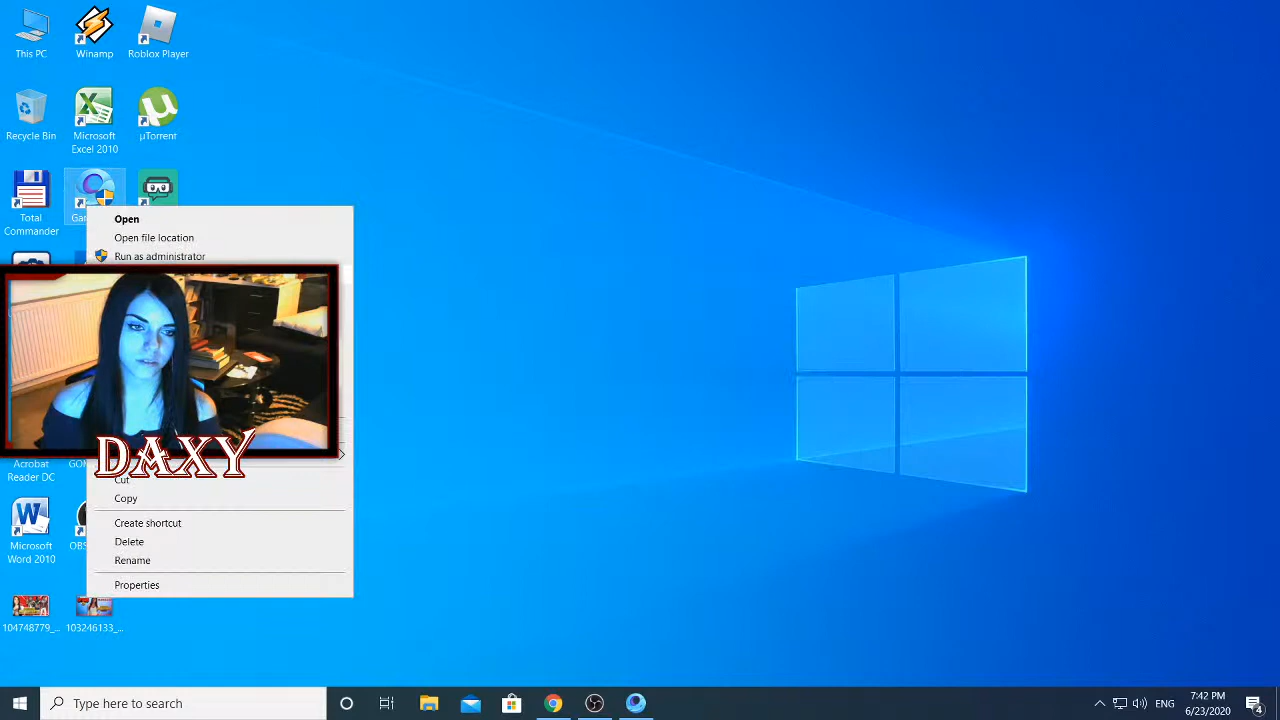 This PC
Winamp
Roblox Player
Recycle Bin
Microsoft
Excel 2010
µTorrent
Total
Commander
Open
Open file location
Run as administrator
DAXY
Cut
Copy
Create shortcut
Delete
Rename
Properties
Acrobat
Reader DC
Microsoft
Word 2010
104748779_...
103246133_...
Type here to search
ENG
7:42 PM
6/23/2020
4